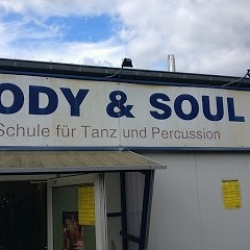 ODY & SOUL
Schule für Tanz und Percussion